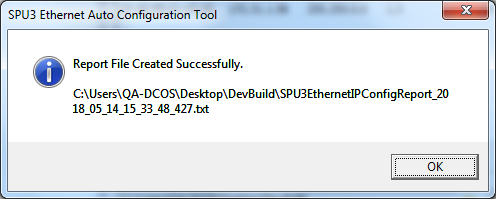 SPU3 Ethernet Auto Configuration Tool
Report File Created Successfully.
C:\Users\QA-DCOS\Desktop\DevBuild\SPU3EthernetIPConfigReport_20
18_05_14_15_33_48_427.txt
OK